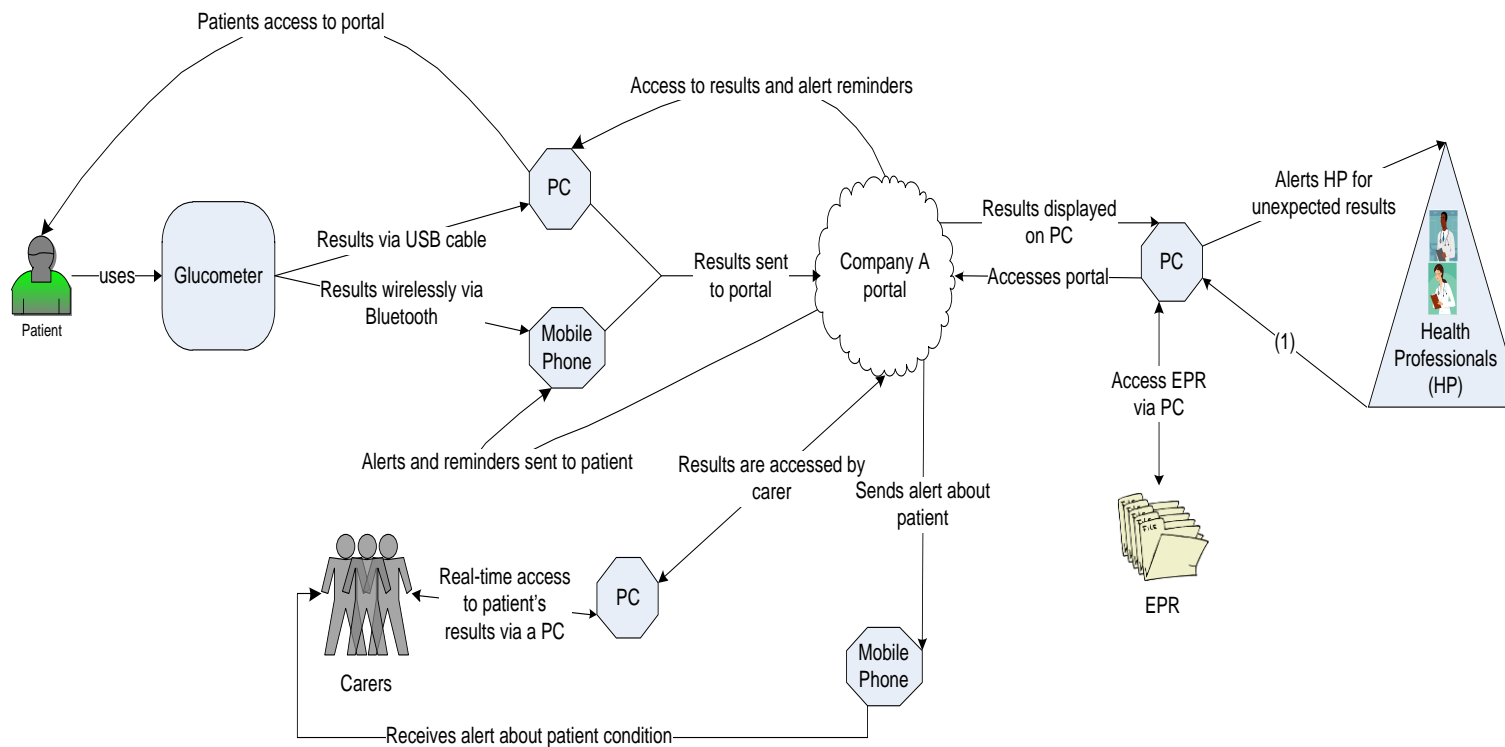 Patients access to portal
Access to results and alert reminders
PC
Results via USB cable
Glucometer
uses
Patient
Results wirelessly via
Bluetooth
Mobile
Phone
Results sent
to portal
Company A
portal
Results displayed
on PC
Accesses portal
PC
Alerts HP for
unexpected results
Health
Professionals
(HP)
(1)
Access EPR
via PC
File
EPR
Alerts and reminders sent to patient
Results are accessed by
carer
Sends alert about
patient
Real-time access
to patient's
results via a PC
PC
Carers
Mobile
Phone
Receives alert about patient condition